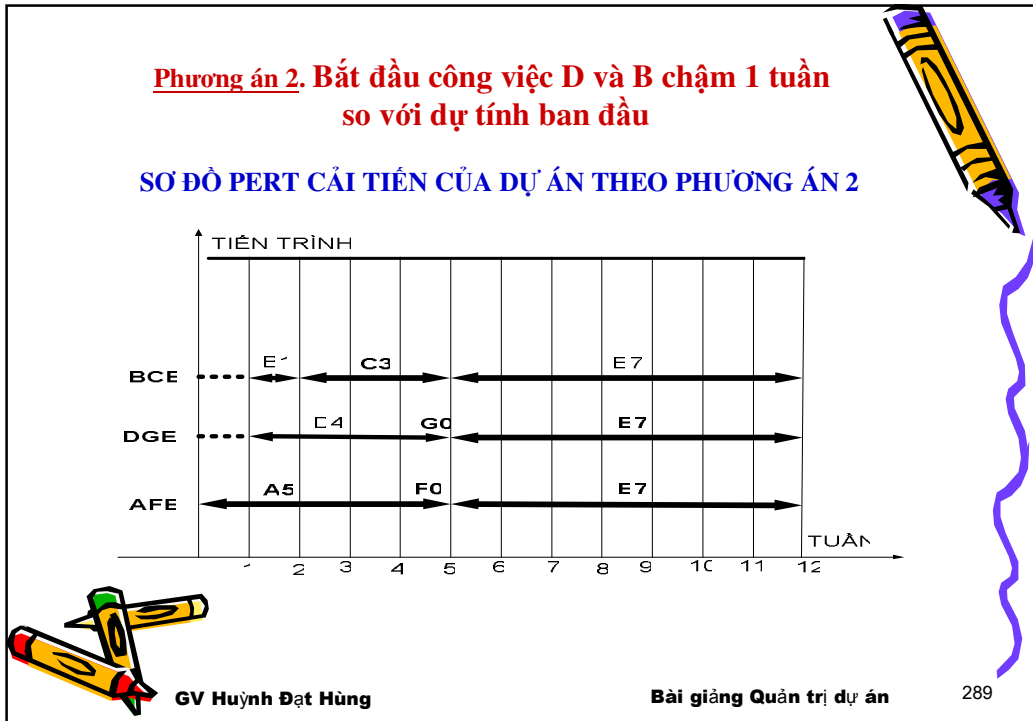 Phương án 2. Bắt đầu công việc D và B chậm 1 tuần
so với dự tính ban đầu
SƠ ĐỒ PERT CẢI TIẾN CỦA DỰ ÁN THEO PHƯƠNG ÁN 2
TIẾN TRÌNH
BCE C3 E7
DGE G0 E7
AFE A5 F0 E7
TUẦN
1 2 3 4 5 6 7 8 9 10 11 12
GV Huỳnh Đạt Hùng Bài giảng Quản trị dự án 289